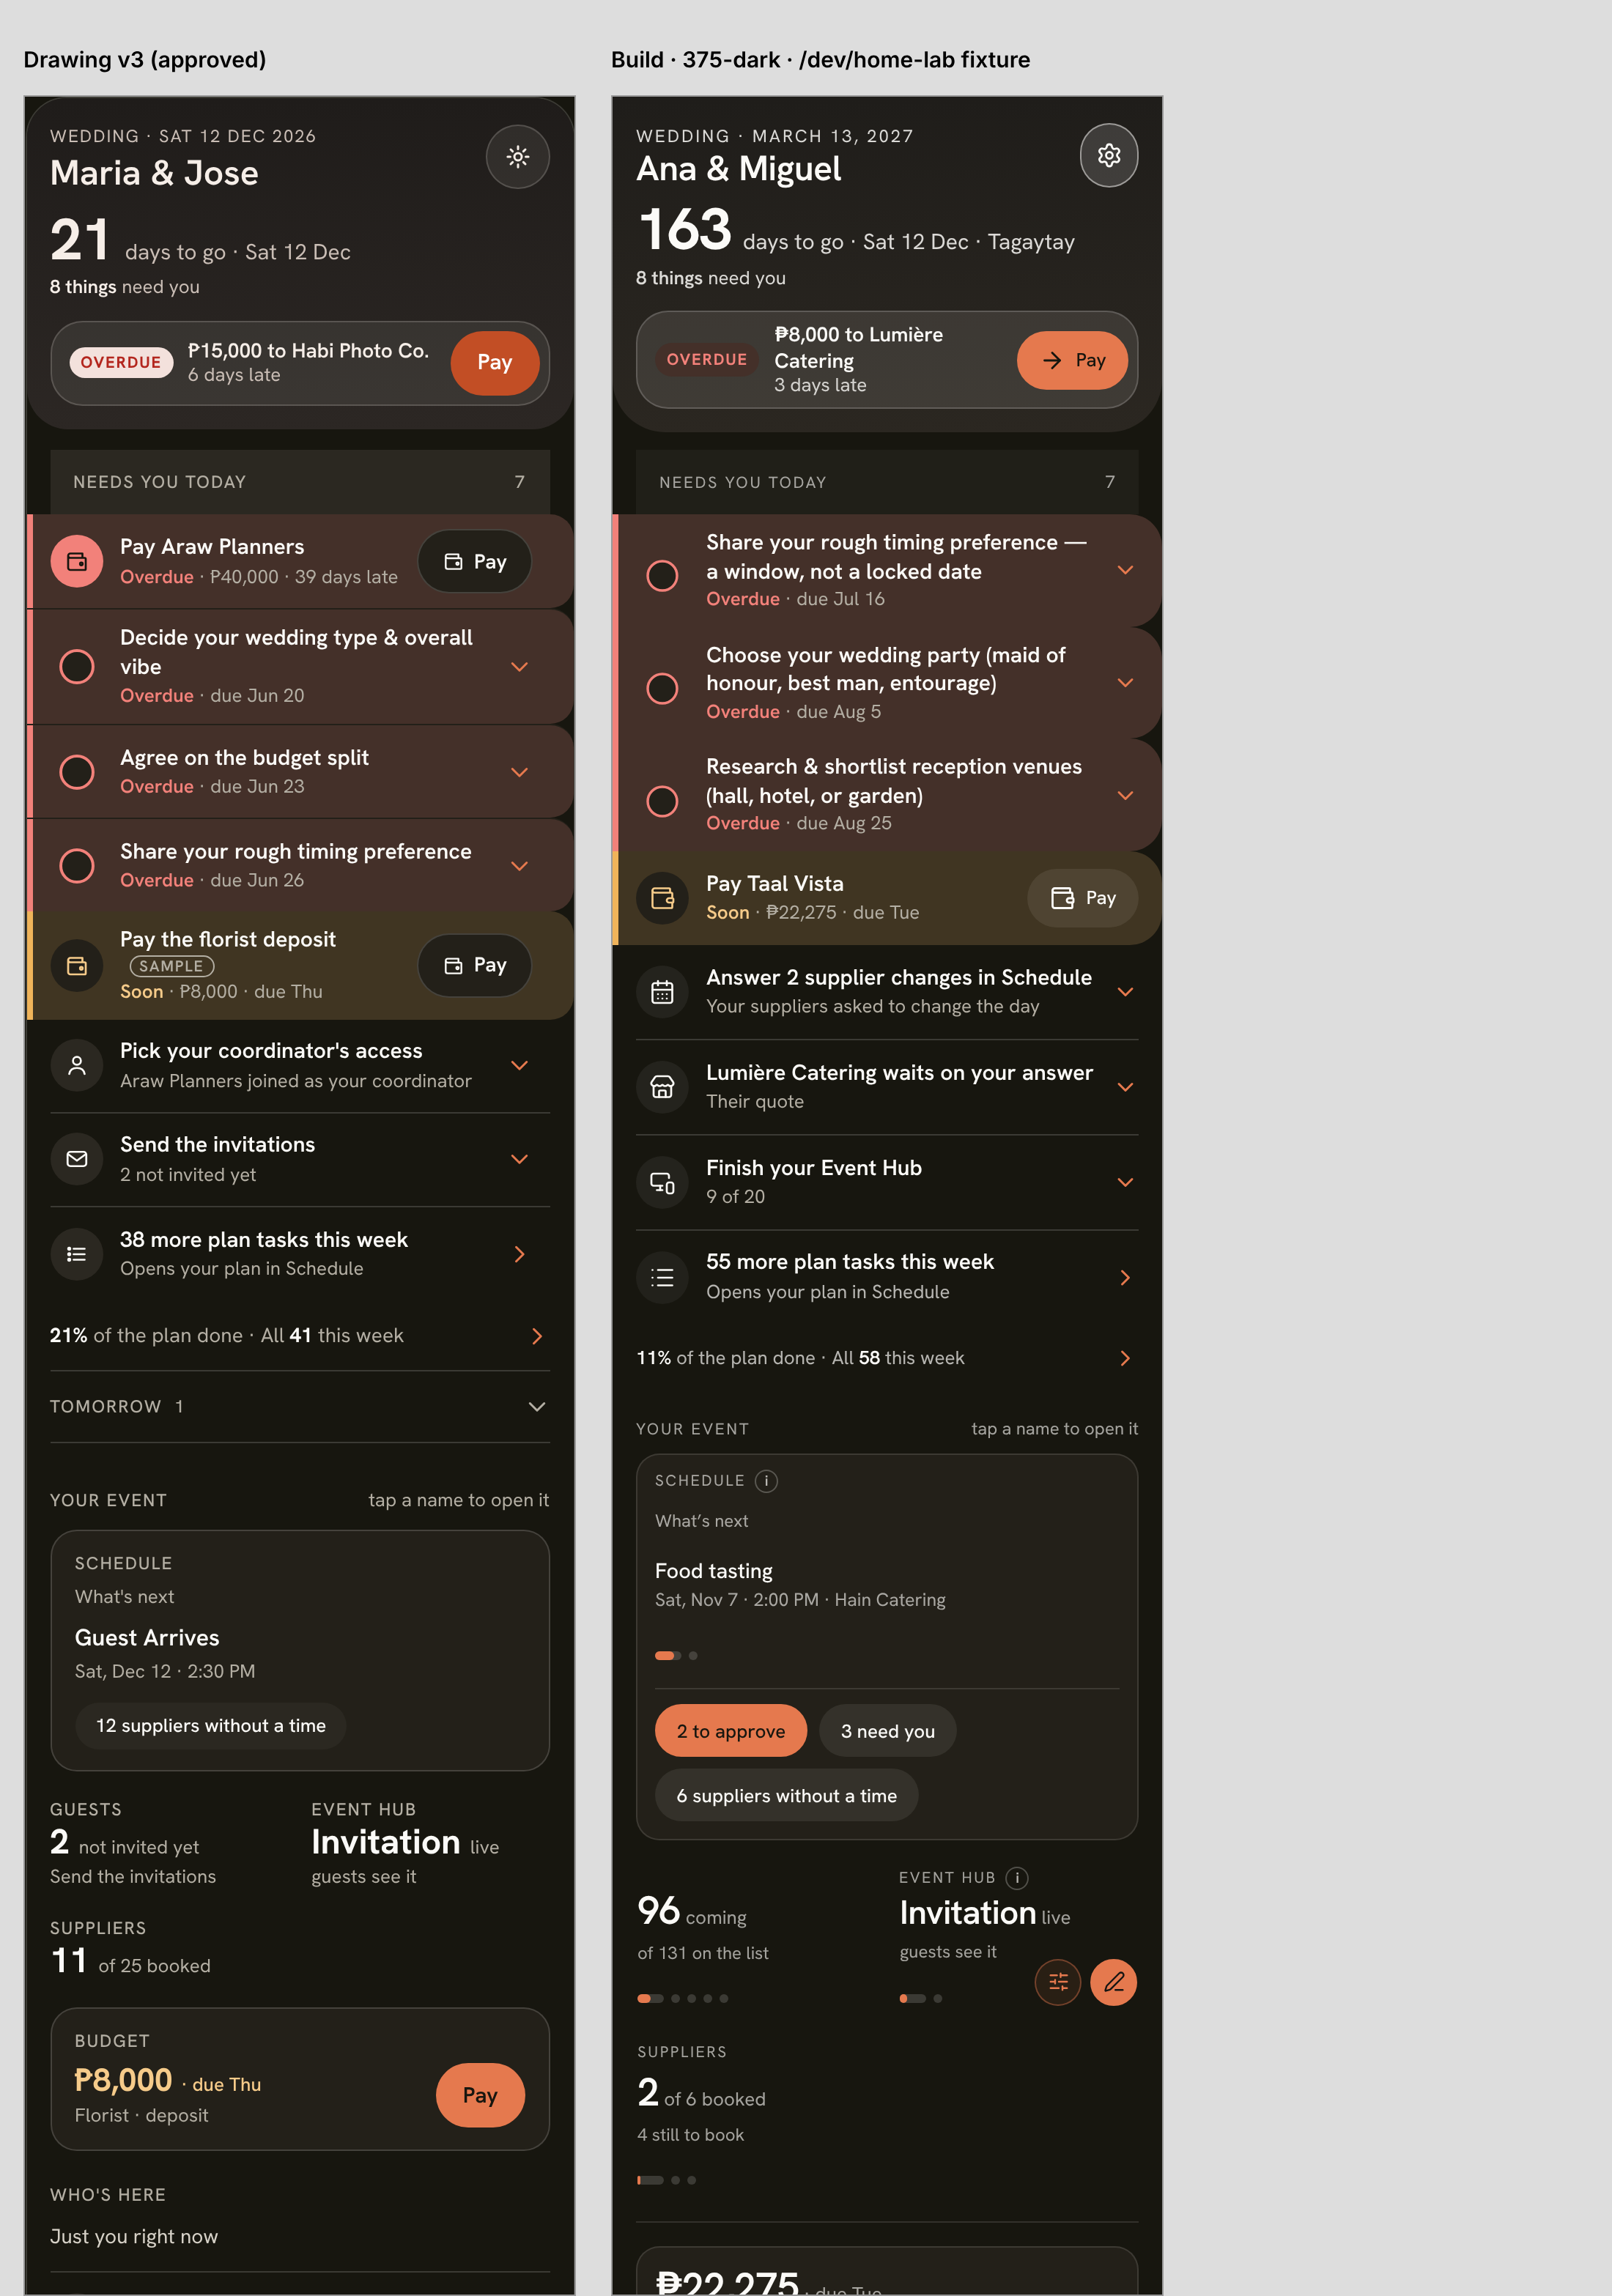 Drawing v3 (approved)
WEDDING · SAT 12 DEC 2026
Maria & Jose
21 days to go · Sat 12 Dec
8 things need you
OVERDUE
₱15,000 to Habi Photo Co.
6 days late
Pay
NEEDS YOU TODAY 7
Pay Araw Planners
Overdue · ₱40,000 · 39 days late
Pay
Decide your wedding type & overall
vibe
Overdue · due Jun 20
Agree on the budget split
Overdue · due Jun 23
Share your rough timing preference
Overdue · due Jun 26
Pay the florist deposit
SAMPLE
Soon · ₱8,000 · due Thu
Pay
Pick your coordinator's access
Araw Planners joined as your coordinator
Send the invitations
2 not invited yet
38 more plan tasks this week
Opens your plan in Schedule
21% of the plan done · All 41 this week
TOMORROW 1
YOUR EVENT tap a name to open it
SCHEDULE
What's next
Guest Arrives
Sat, Dec 12 · 2:30 PM
12 suppliers without a time
GUESTS
2 not invited yet
Send the invitations
EVENT HUB
Invitation live
guests see it
SUPPLIERS
11 of 25 booked
BUDGET
₱8,000 · due Thu
Florist · deposit
Pay
WHO'S HERE
Just you right now
Build · 375-dark · /dev/home-lab fixture
WEDDING · MARCH 13, 2027
Ana & Miguel
163 days to go · Sat 12 Dec · Tagaytay
8 things need you
OVERDUE
₱8,000 to Lumière
Catering
3 days late
Pay
NEEDS YOU TODAY 7
Share your rough timing preference —
a window, not a locked date
Overdue · due Jul 16
Choose your wedding party (maid of
honour, best man, entourage)
Overdue · due Aug 5
Research & shortlist reception venues
(hall, hotel, or garden)
Overdue · due Aug 25
Pay Taal Vista
Soon · ₱22,275 · due Tue
Pay
Answer 2 supplier changes in Schedule
Your suppliers asked to change the day
Lumière Catering waits on your answer
Their quote
Finish your Event Hub
9 of 20
55 more plan tasks this week
Opens your plan in Schedule
11% of the plan done · All 58 this week
YOUR EVENT tap a name to open it
SCHEDULE i
What’s next
Food tasting
Sat, Nov 7 · 2:00 PM · Hain Catering
2 to approve
3 need you
6 suppliers without a time
96 coming
of 131 on the list
EVENT HUB i
Invitation live
guests see it
SUPPLIERS
2 of 6 booked
4 still to book
₱22,275 · due Tue